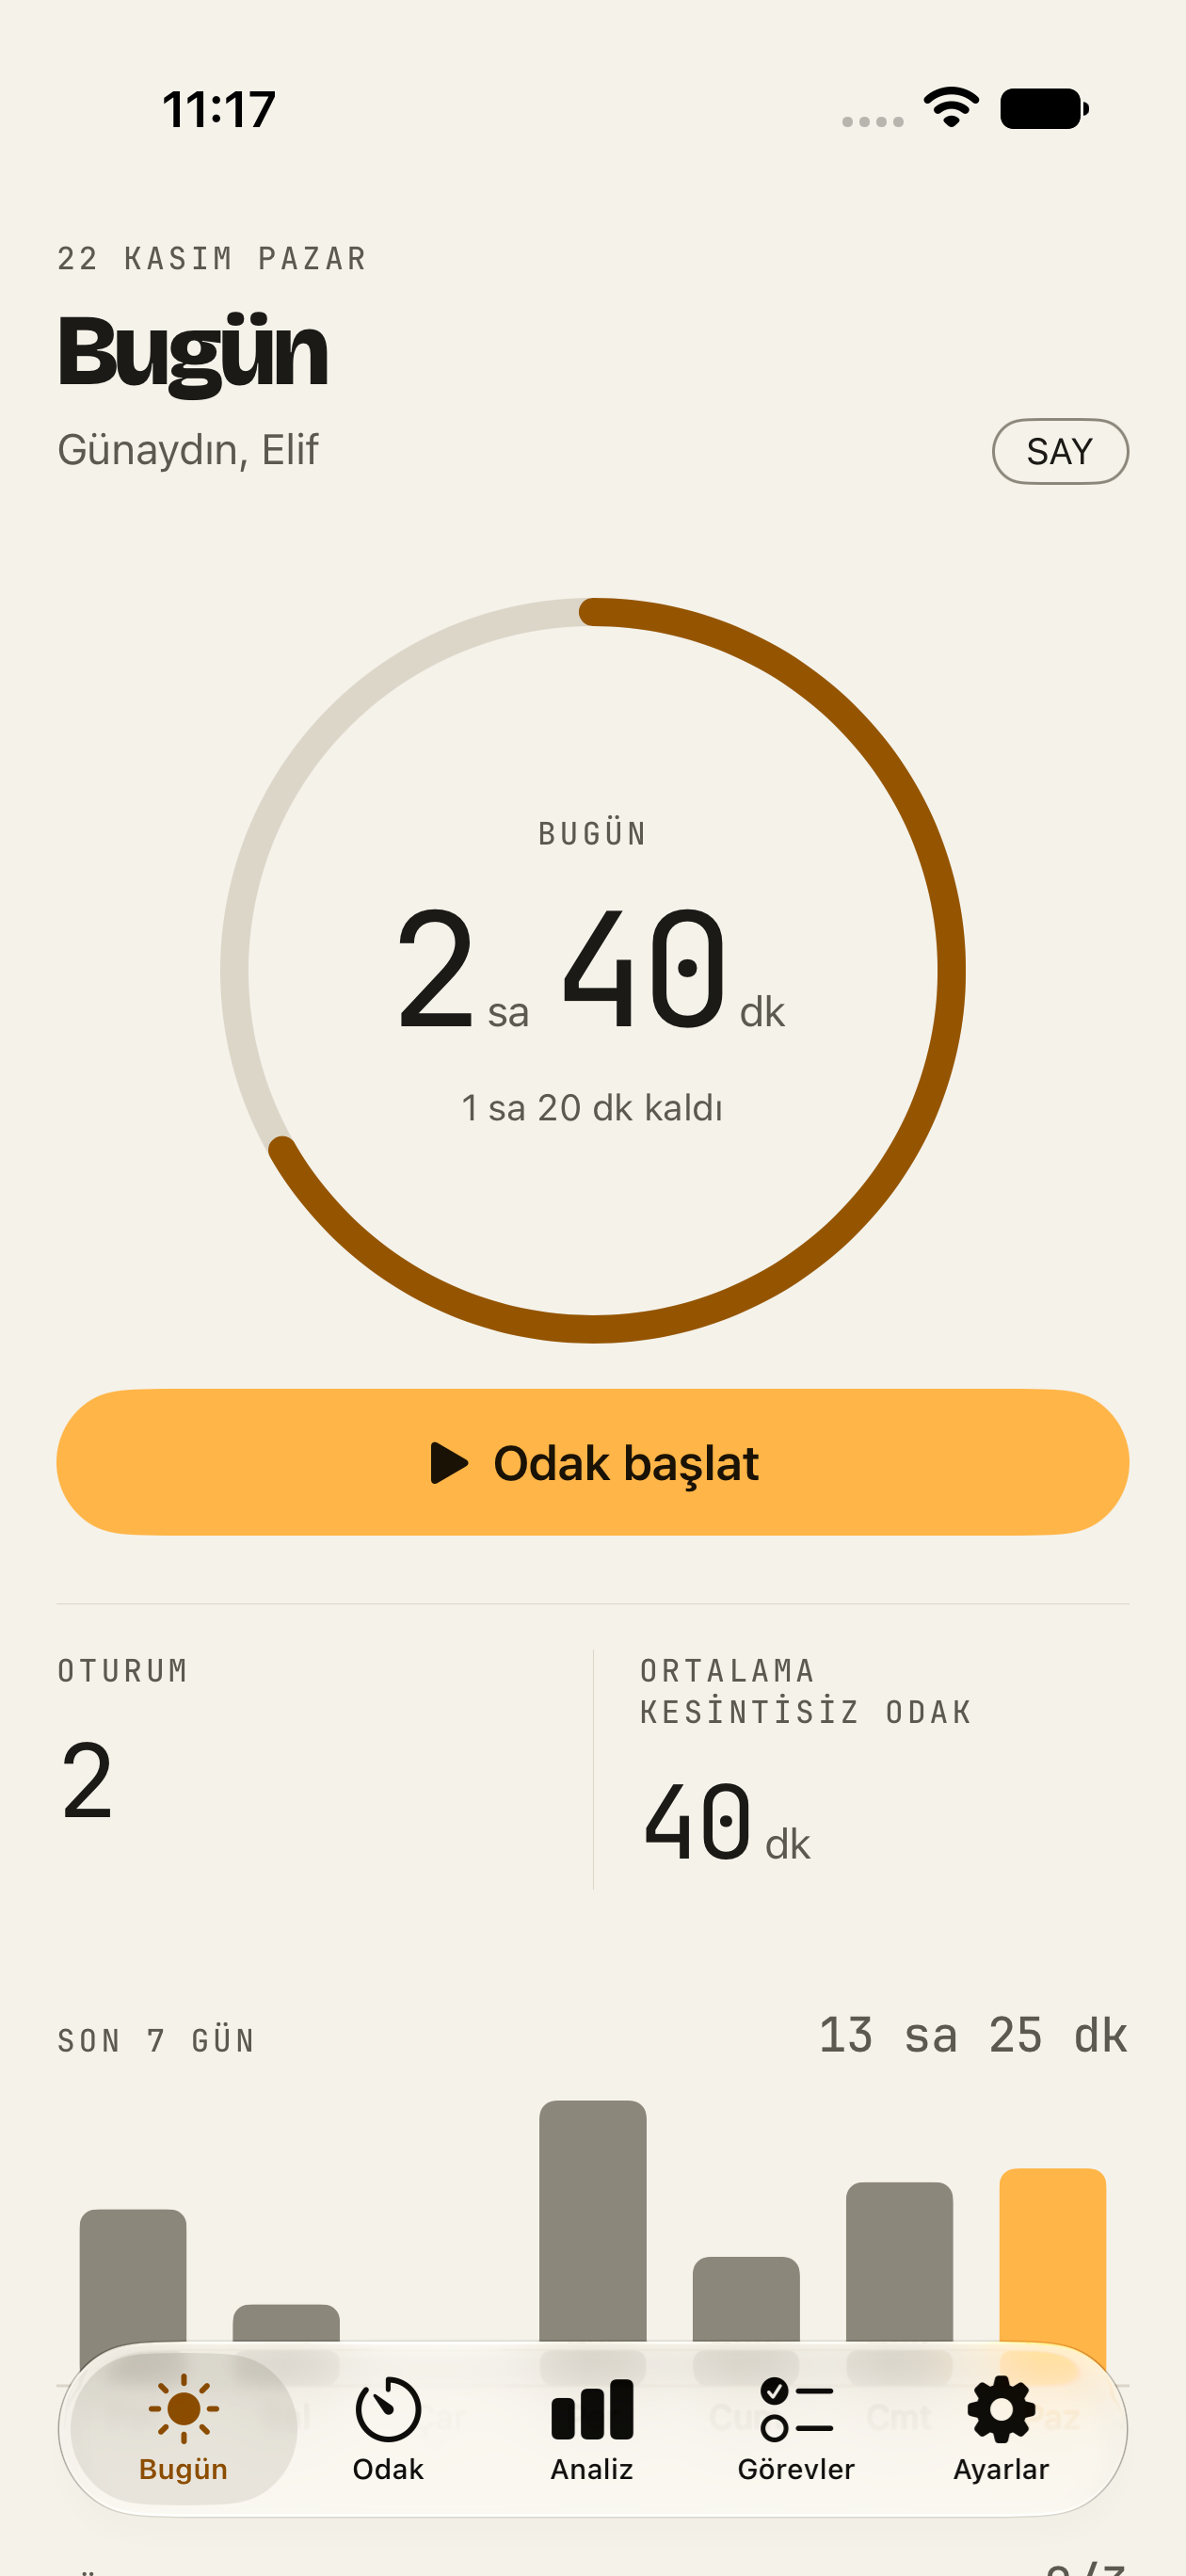 11:17
22 KASIM PAZAR
Bugün
Günaydın, Elif
SAY
BUGÜN
2 sa 40 dk
1 sa 20 dk kaldı
Odak başlat
OTURUM
2
ORTALAMA
KESİNTİSİZ ODAK
40 dk
SON 7 GÜN
13 sa 25 dk
Cmt
Bugün
Odak
Analiz
Görevler
Ayarlar